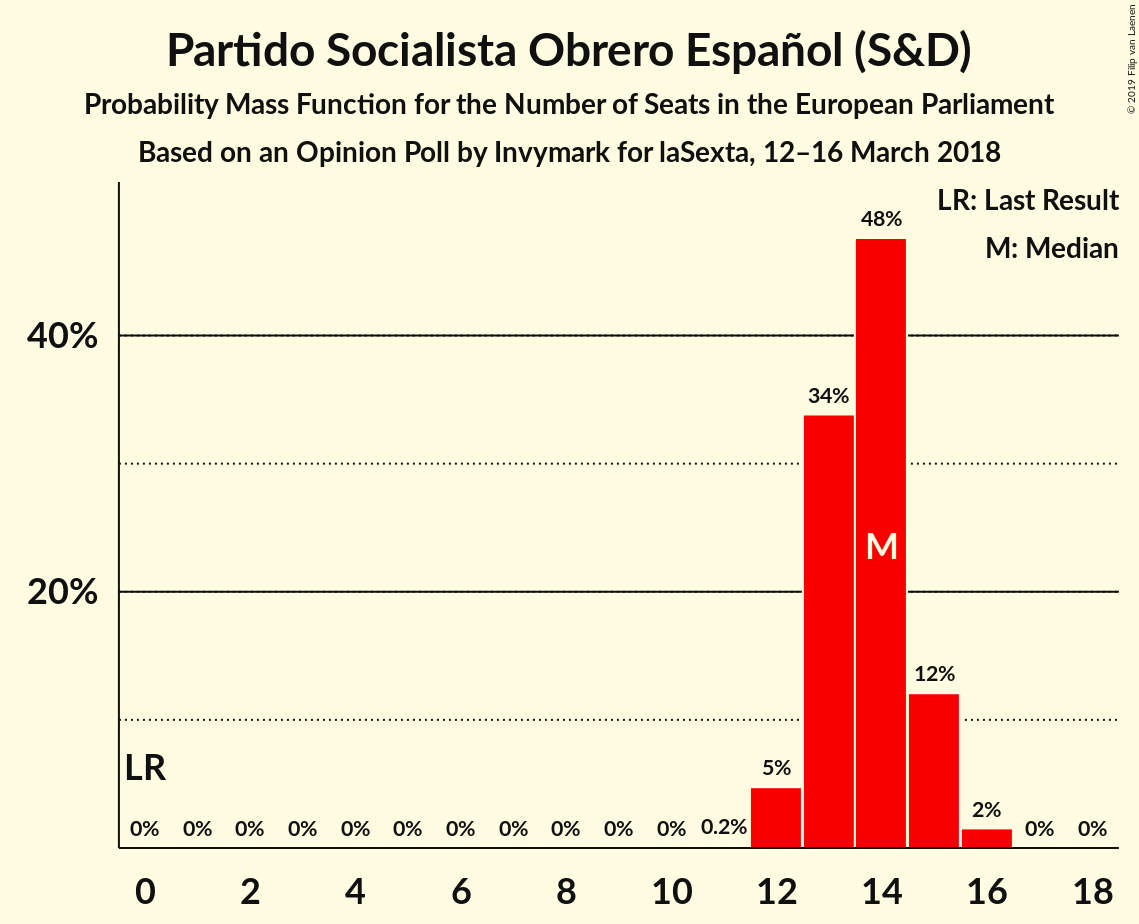 Partido Socialista Obrero Español (S&D)
Probability Mass Function for the Number of Seats in the European Parliament
Based on an Opinion Poll by Invymark for laSexta, 12–16 March 2018
© 2019 Filip van Laenen
LR: Last Result
M: Median
48%
40%
34%
M
20%
12%
LR
5%
0% 0% 0% 0% 0% 0% 0% 0% 0% 0% 0% 0.2% 2% 0% 0%
0 2 4 6 8 10 12 14 16 18